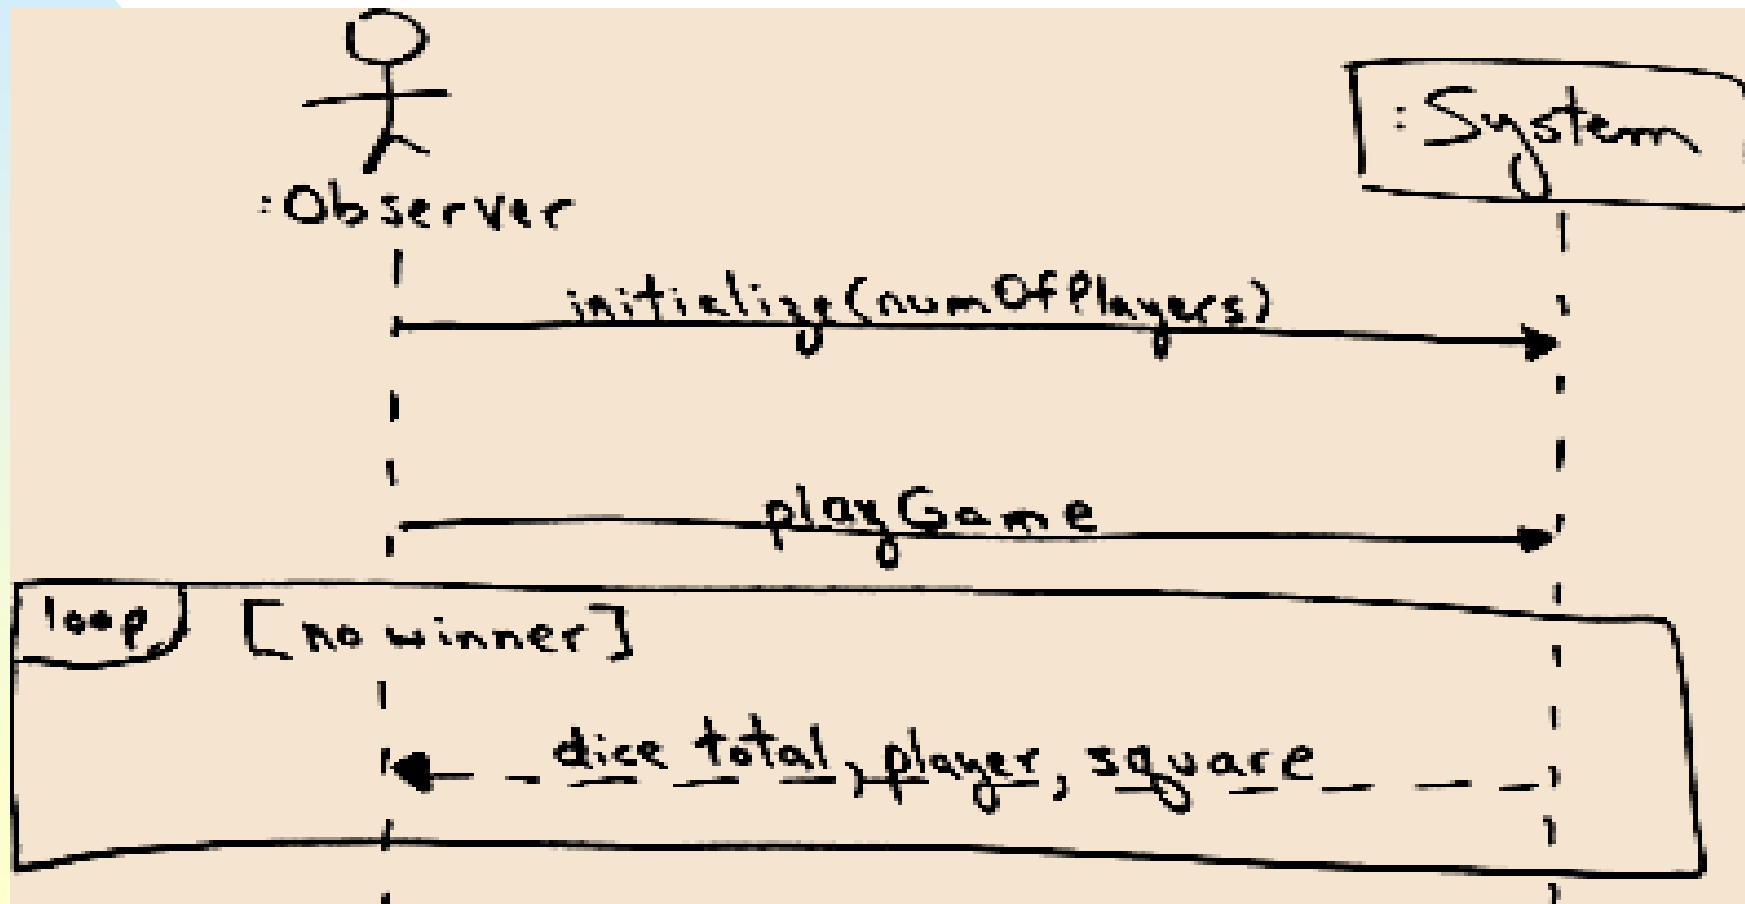 :System
:Observer
initialize(numOfPlayers)
playGame
loop [no winner]
dice total, player, square